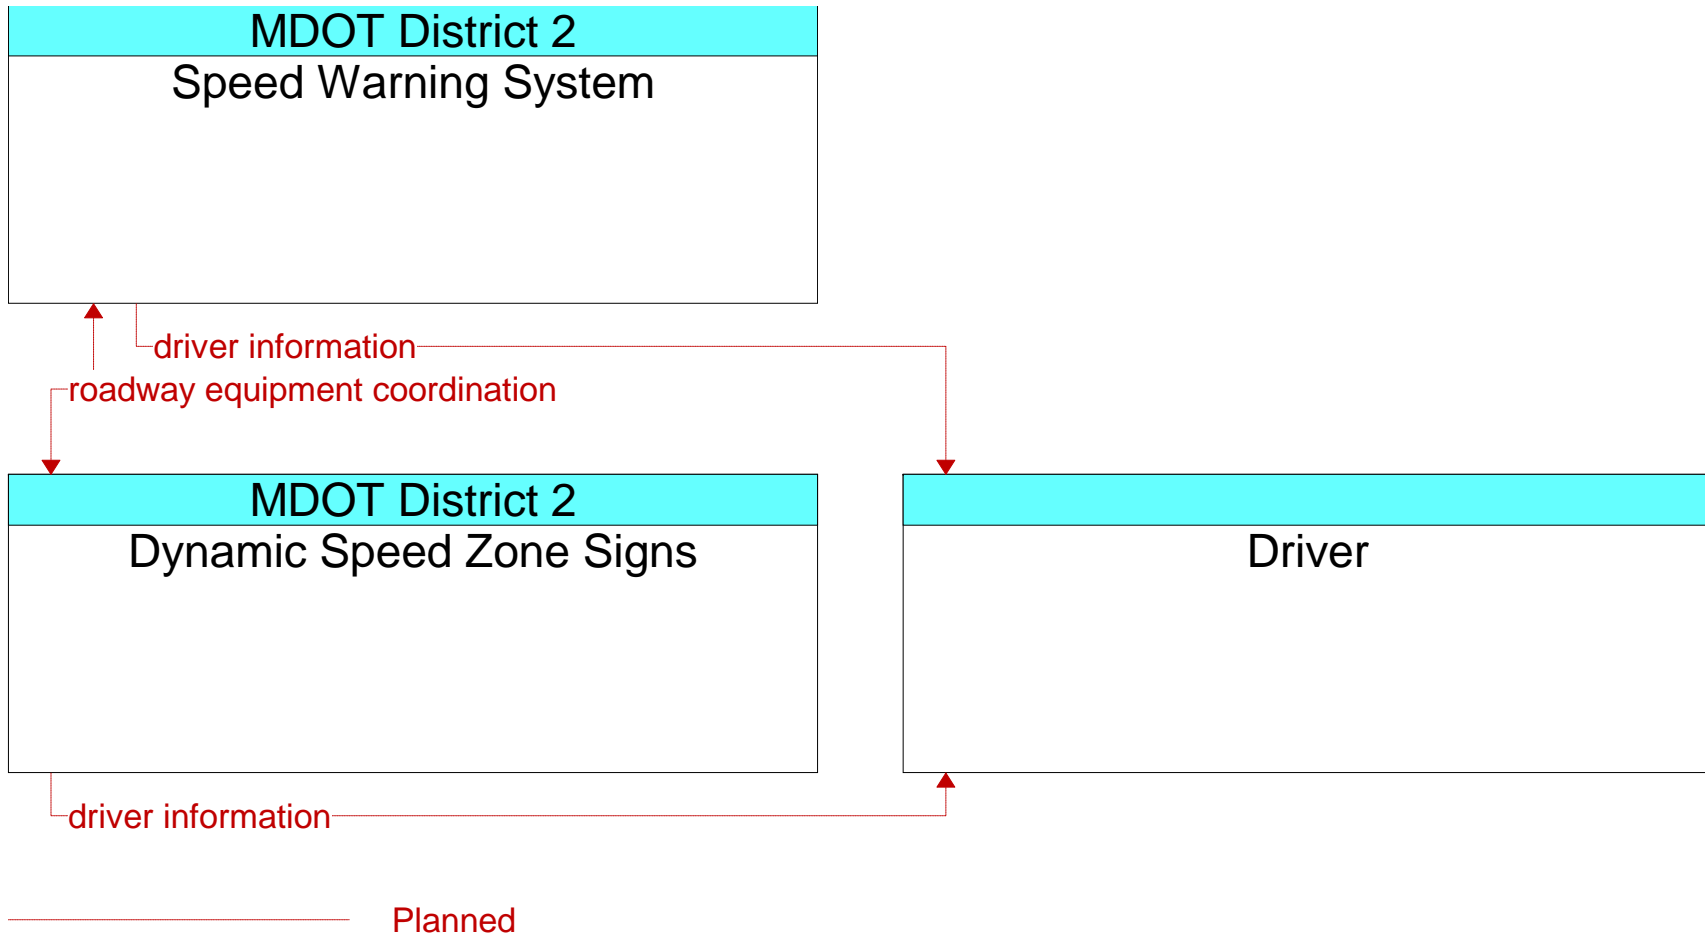 MDOT District 2
Speed Warning System
driver information
roadway equipment coordination
MDOT District 2
Dynamic Speed Zone Signs
Driver
driver information
Planned